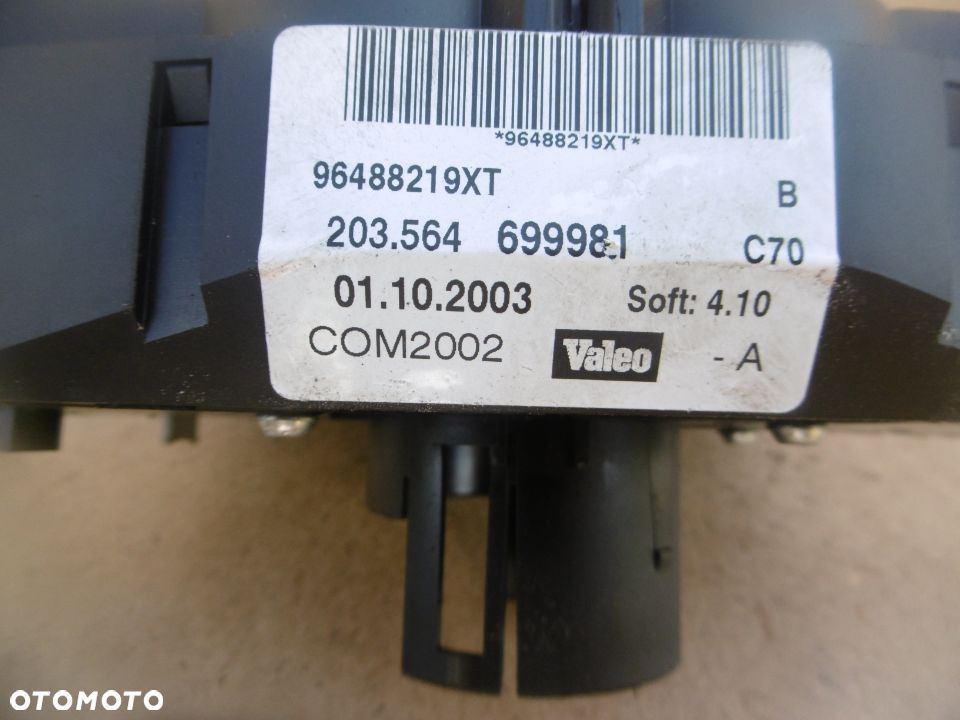 *96488219XT*
96488219XT B
203.564 699981 C70
01.10.2003 Soft: 4.10
COM2002 Valeo - A
OTOMOTO